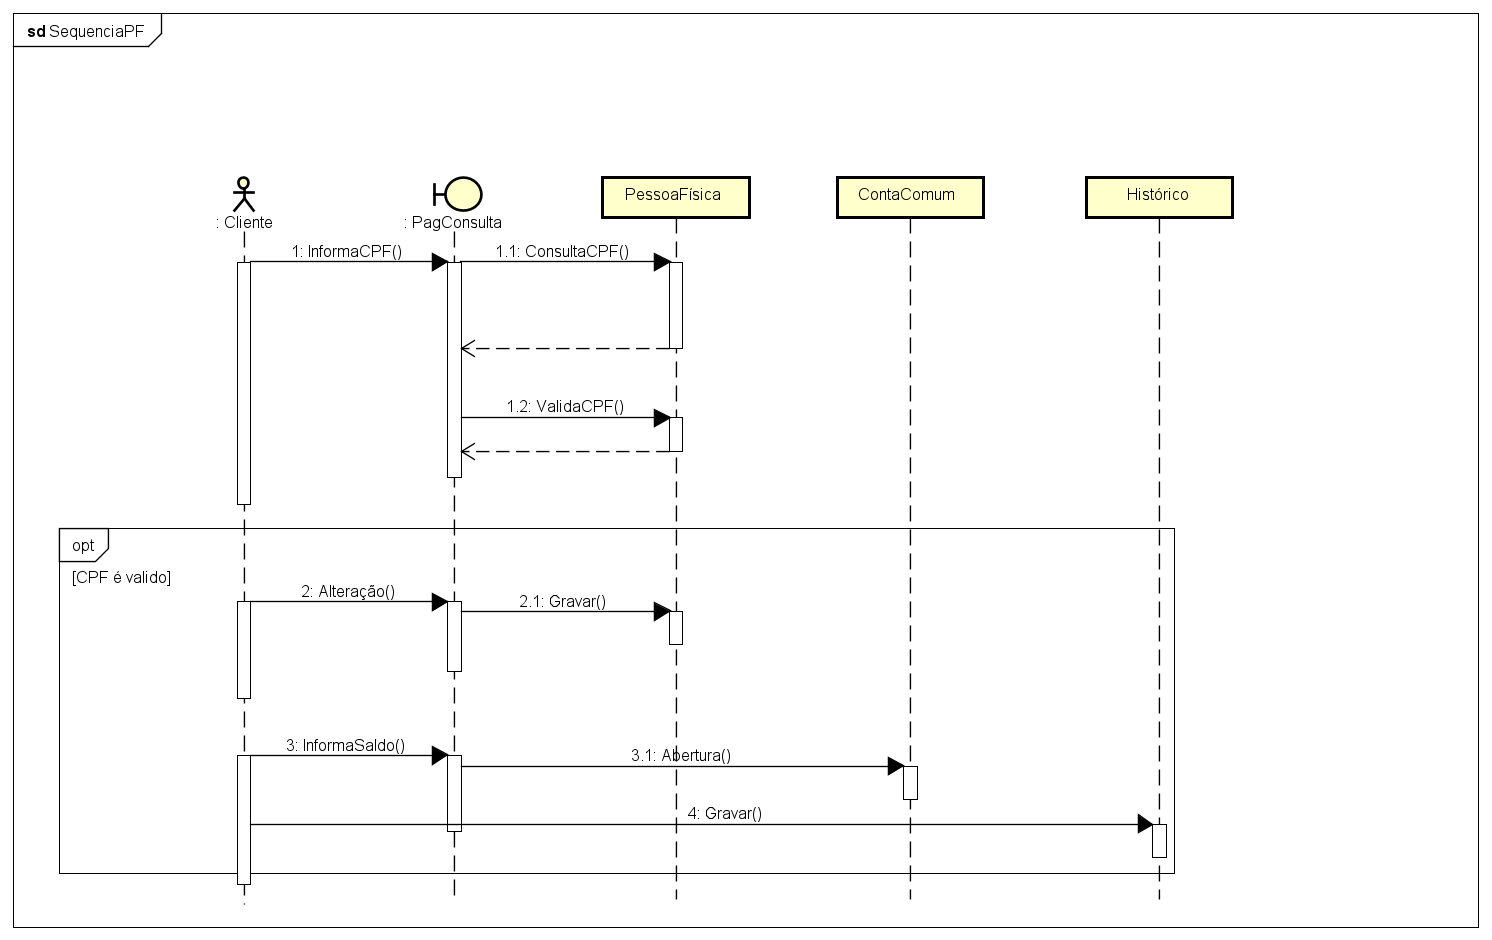 sd SequenciaPF
PessoaFísica
ContaComum
Histórico
: Cliente
: PagConsulta
1: InformaCPF()
1.1: ConsultaCPF()
1.2: ValidaCPF()
opt
[CPF é valido]
2: Alteração()
2.1: Gravar()
3: InformaSaldo()
3.1: Abertura()
4: Gravar()